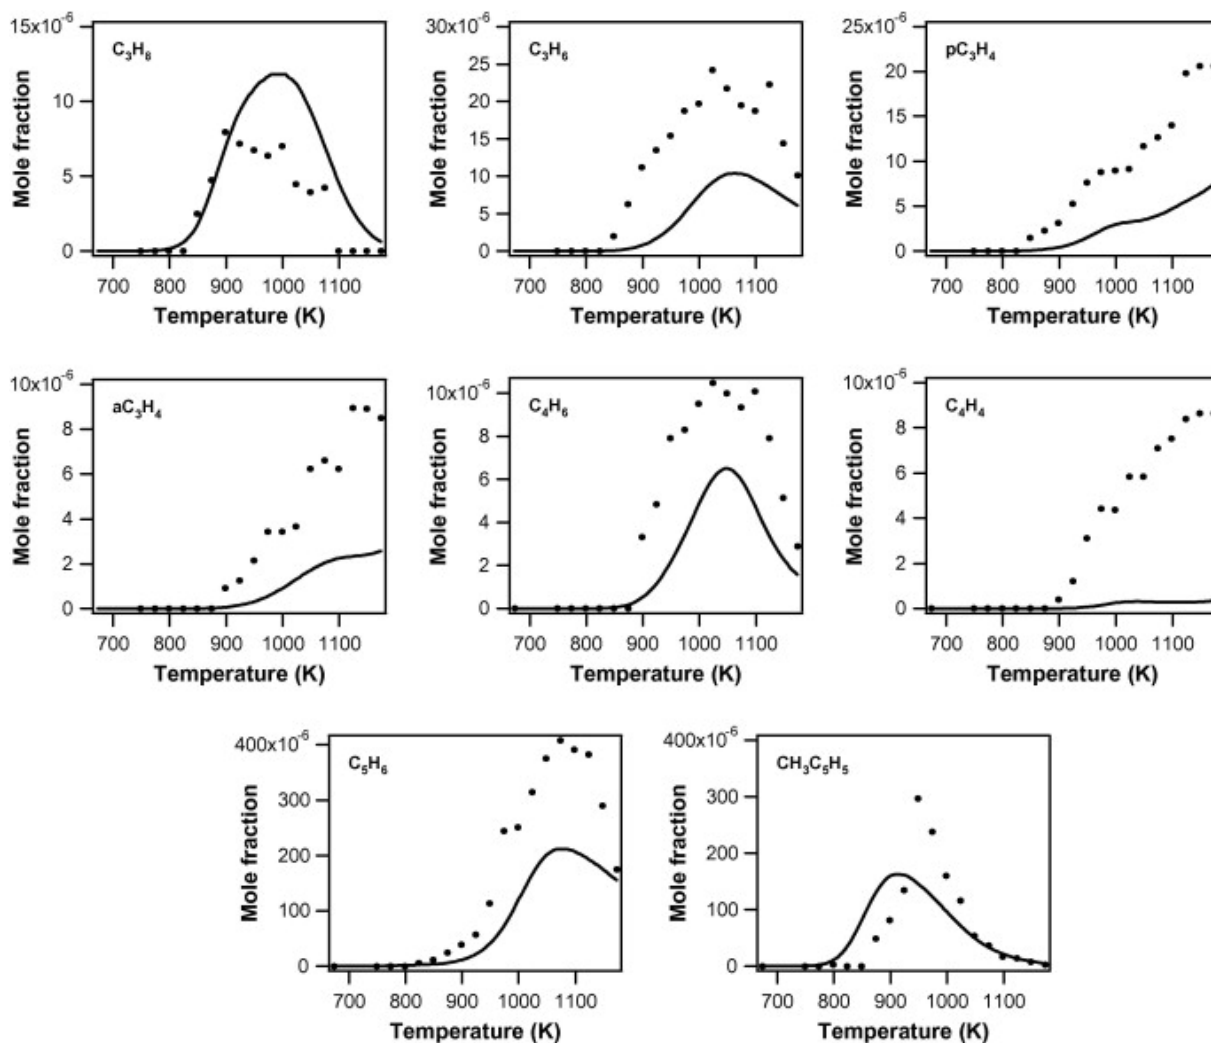 15x10⁻⁶
C₃H₆
10
5
0
Mole fraction
700 800 900 1000 1100
Temperature (K)
30x10⁻⁶
C₃H₆
25
20
15
10
5
0
Mole fraction
700 800 900 1000 1100
Temperature (K)
25x10⁻⁶
pC₃H₄
20
15
10
5
0
Mole fraction
700 800 900 1000 1100
Temperature (K)
10x10⁻⁶
aC₃H₄
8
6
4
2
0
Mole fraction
700 800 900 1000 1100
Temperature (K)
10x10⁻⁶
C₄H₆
8
6
4
2
0
Mole fraction
700 800 900 1000 1100
Temperature (K)
10x10⁻⁶
C₄H₄
8
6
4
2
0
Mole fraction
700 800 900 1000 1100
Temperature (K)
400x10⁻⁶
C₅H₆
300
200
100
0
Mole fraction
700 800 900 1000 1100
Temperature (K)
400x10⁻⁶
CH₃C₅H₅
300
200
100
0
Mole fraction
700 800 900 1000 1100
Temperature (K)